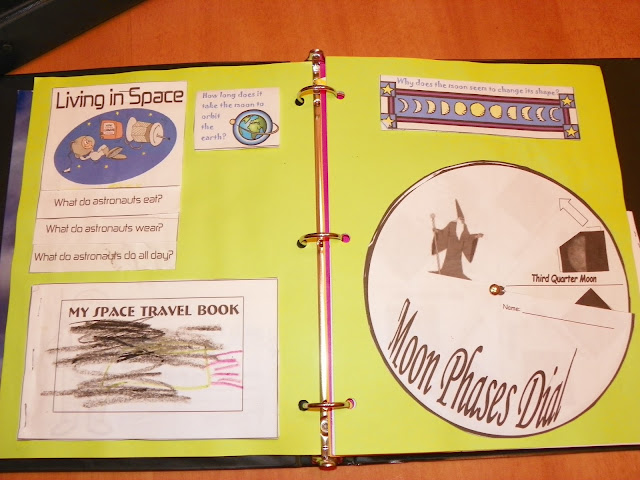 Living in Space
How long does it
take the moon to
orbit
the
earth?
What do astronauts eat?
What do astronauts wear?
What do astronauts do all day?
MY SPACE TRAVEL BOOK
Why does the moon seem to change its shape?
Third Quarter Moon
Name:
Moon Phases Dial